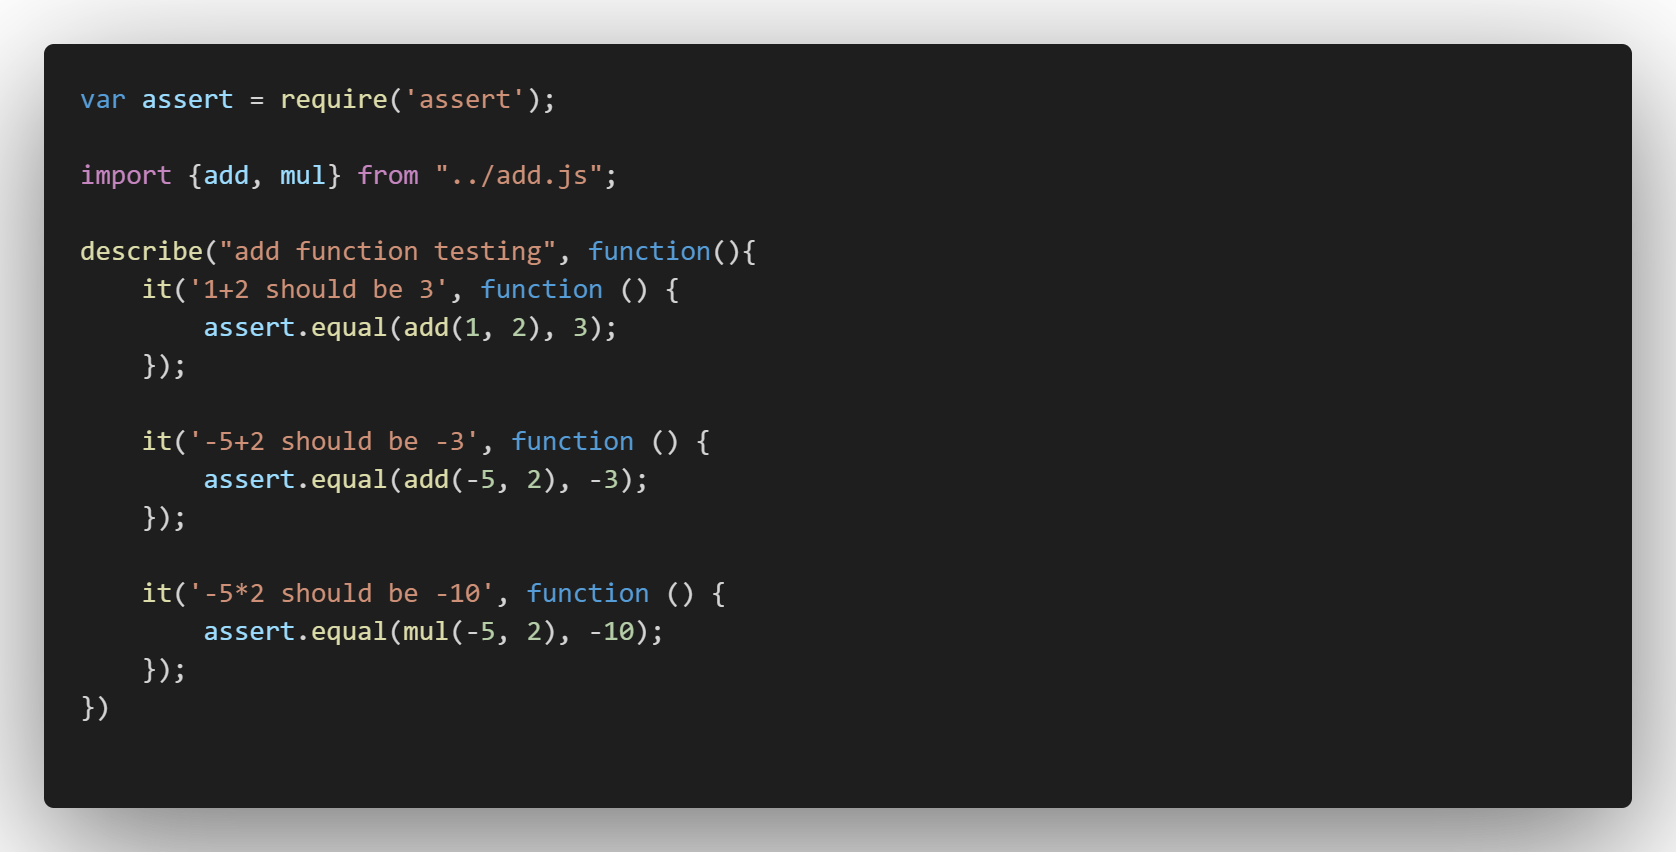 var assert = require('assert');
import {add, mul} from "../add.js";
describe("add function testing", function(){
    it('1+2 should be 3', function () {
        assert.equal(add(1, 2), 3);
    });
    it('-5+2 should be -3', function () {
        assert.equal(add(-5, 2), -3);
    });
    it('-5*2 should be -10', function () {
        assert.equal(mul(-5, 2), -10);
    });
})